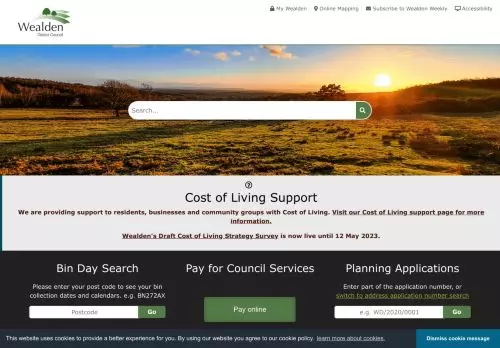 Wealden
District Council
My Wealden
Online Mapping
Subscribe to Wealden Weekly
Accessibility
Search...
Cost of Living Support
We are providing support to residents, businesses and community groups with Cost of Living. Visit our Cost of Living support page for more
information.
Wealden's Draft Cost of Living Strategy Survey is now live until 12 May 2023.
Bin Day Search
Please enter your post code to see your bin
collection dates and calendars. e.g. BN272AX
Postcode
Go
Pay for Council Services
Pay online
Planning Applications
Enter part of the application number, or
switch to address application number search
e.g. WD/2020/0001
Go
This website uses cookies to provide a better experience for you. By using our website you agree to our cookie policy. learn more about cookies.
Dismiss cookie message